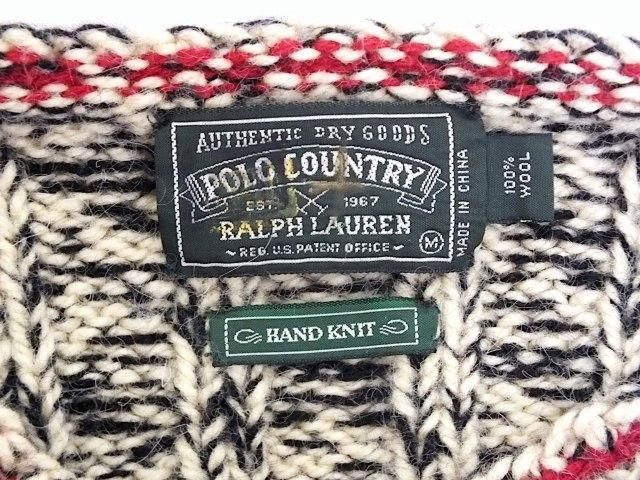 AUTHENTIC DRY GOODS
POLO COUNTRY
EST. 1967
RALPH LAUREN
~ REG. U.S. PATENT OFFICE ~
M
MADE IN CHINA
100%
WOOL
HAND KNIT